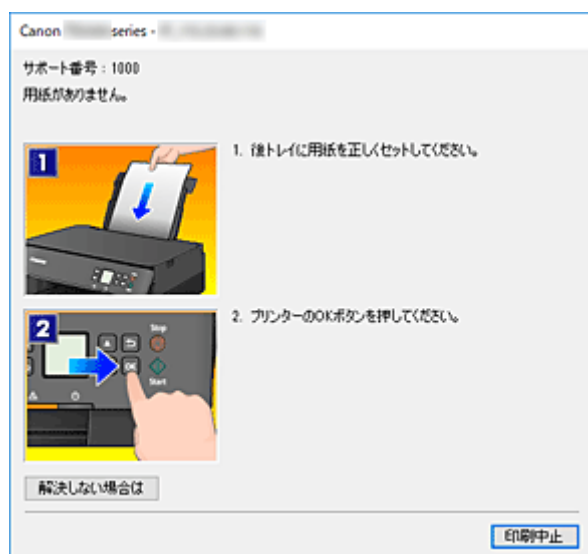 Canon series -
サポート番号：1000
用紙がありません。
1
1. 後トレイに用紙を正しくセットしてください。
2
Stop
OK
Start
2. プリンターのOKボタンを押してください。
解決しない場合は
印刷中止